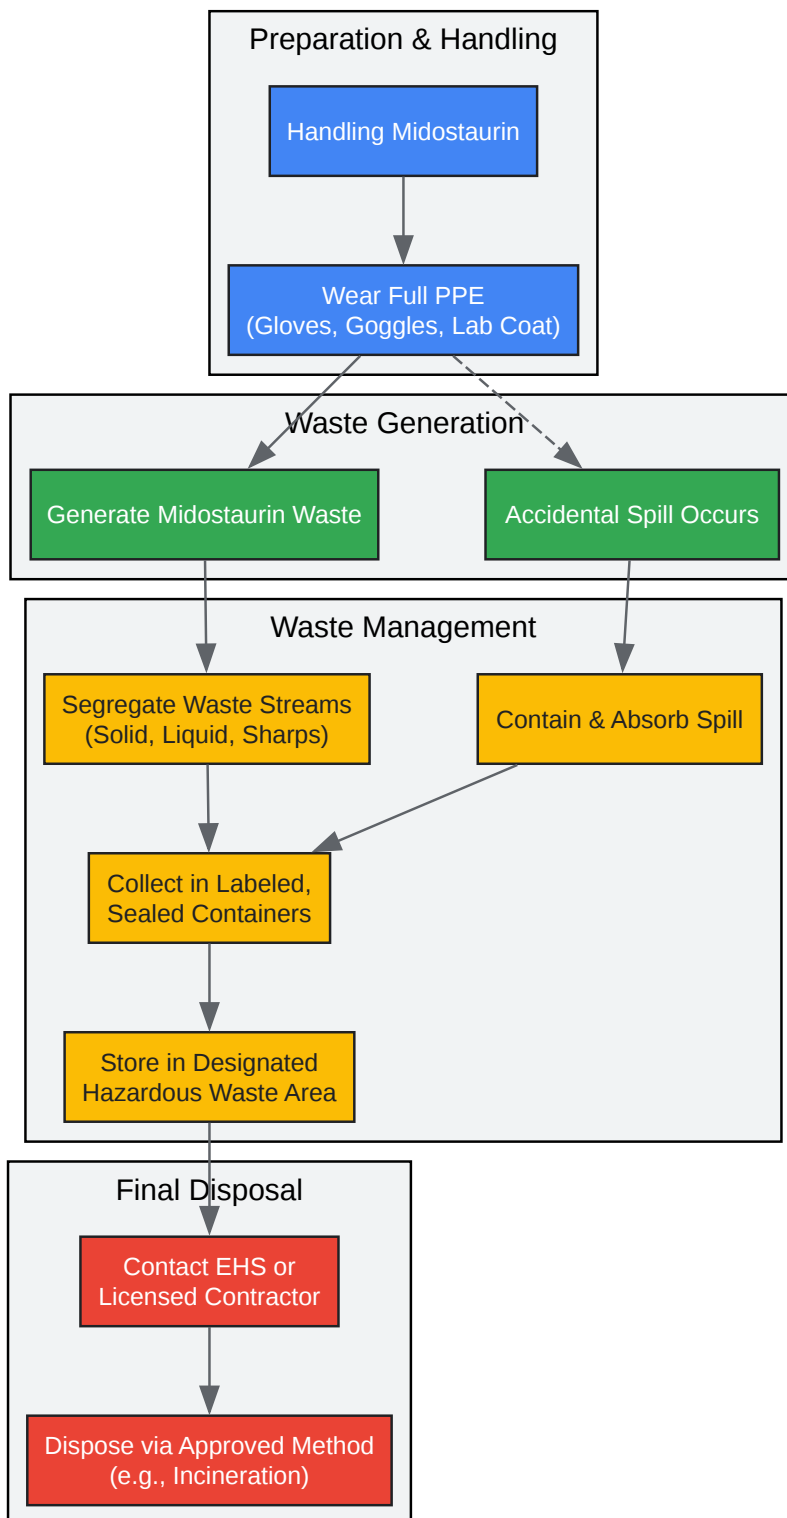 Preparation & Handling
Handling Midostaurin
Wear Full PPE
(Gloves, Goggles, Lab Coat)
Waste Generation
Generate Midostaurin Waste
Accidental Spill Occurs
Waste Management
Segregate Waste Streams
(Solid, Liquid, Sharps)
Contain & Absorb Spill
Collect in Labeled,
Sealed Containers
Store in Designated
Hazardous Waste Area
Final Disposal
Contact EHS or
Licensed Contractor
Dispose via Approved Method
(e.g., Incineration)